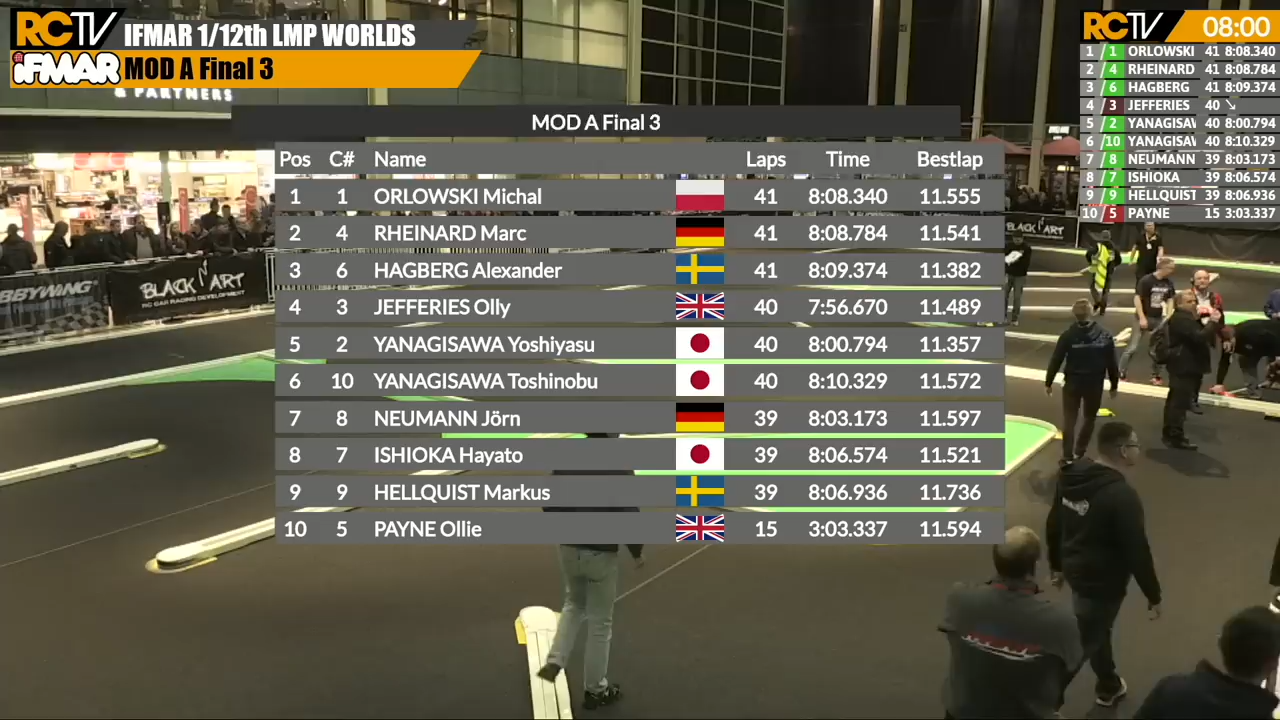 RCTV IFMAR 1/12th LMP WORLDS
iFMAR MOD A Final 3
& PARTNERS
RCTV 08:00
1 / 1 ORLOWSKI 41 8:08.340
2 / 4 RHEINARD 41 8:08.784
3 / 6 HAGBERG 41 8:09.374
4 / 3 JEFFERIES 40 ↘
5 / 2 YANAGISAW 40 8:00.794
6 / 10 YANAGISAW 40 8:10.329
7 / 8 NEUMANN 39 8:03.173
8 / 7 ISHIOKA 39 8:06.574
9 / 9 HELLQUIST 39 8:06.936
10 / 5 PAYNE 15 3:03.337
MOD A Final 3
Pos C# Name Laps Time Bestlap
1 1 ORLOWSKI Michal 41 8:08.340 11.555
2 4 RHEINARD Marc 41 8:08.784 11.541
3 6 HAGBERG Alexander 41 8:09.374 11.382
4 3 JEFFERIES Olly 40 7:56.670 11.489
5 2 YANAGISAWA Yoshiyasu 40 8:00.794 11.357
6 10 YANAGISAWA Toshinobu 40 8:10.329 11.572
7 8 NEUMANN Jörn 39 8:03.173 11.597
8 7 ISHIOKA Hayato 39 8:06.574 11.521
9 9 HELLQUIST Markus 39 8:06.936 11.736
10 5 PAYNE Ollie 15 3:03.337 11.594
BBYWING
BLACK ART
RC CAR RACING DEVELOPMENT
BLACK ART